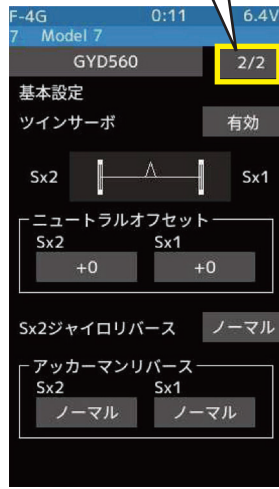 F-4G 0:11 6.4V
7 Model 7
GYD560 2/2
基本設定
ツインサーボ 有効
Sx2 Sx1
ニュートラルオフセット
Sx2 Sx1
+0 +0
Sx2ジャイロリバース ノーマル
アッカーマンリバース
Sx2 Sx1
ノーマル ノーマル